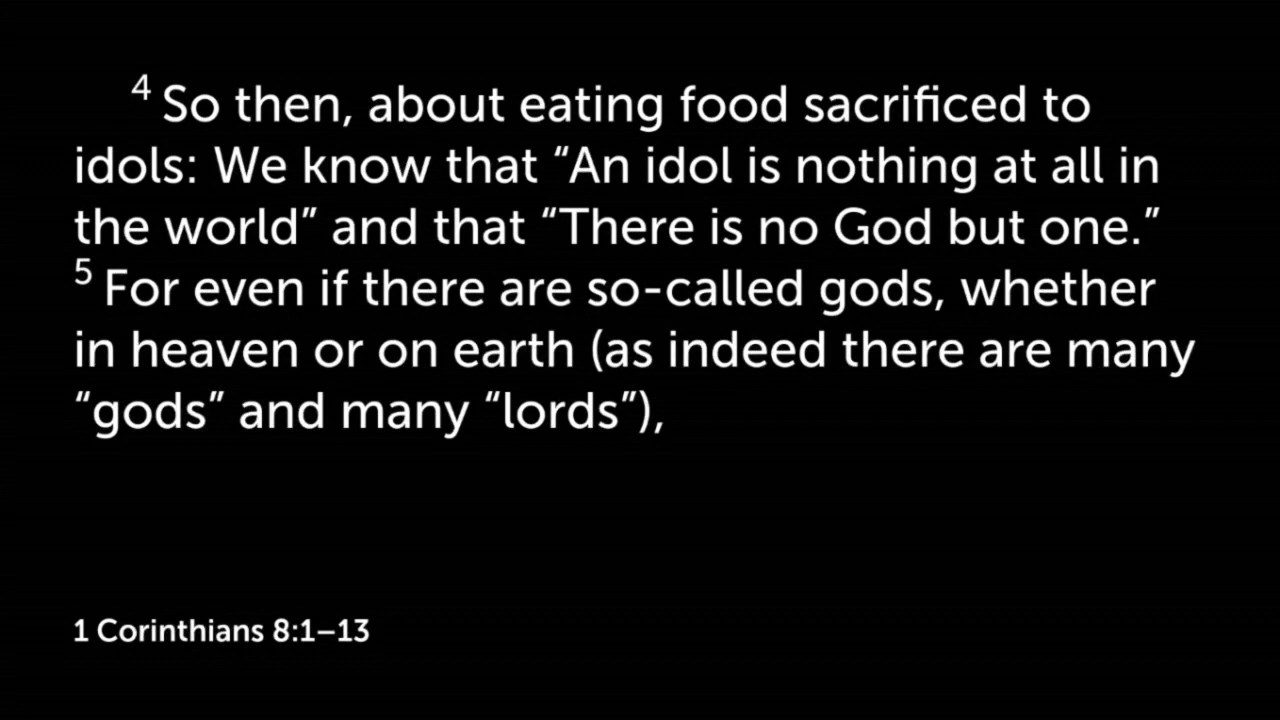 4 So then, about eating food sacrificed to
idols: We know that “An idol is nothing at all in
the world” and that “There is no God but one.”
5 For even if there are so-called gods, whether
in heaven or on earth (as indeed there are many
“gods” and many “lords”),
1 Corinthians 8:1–13